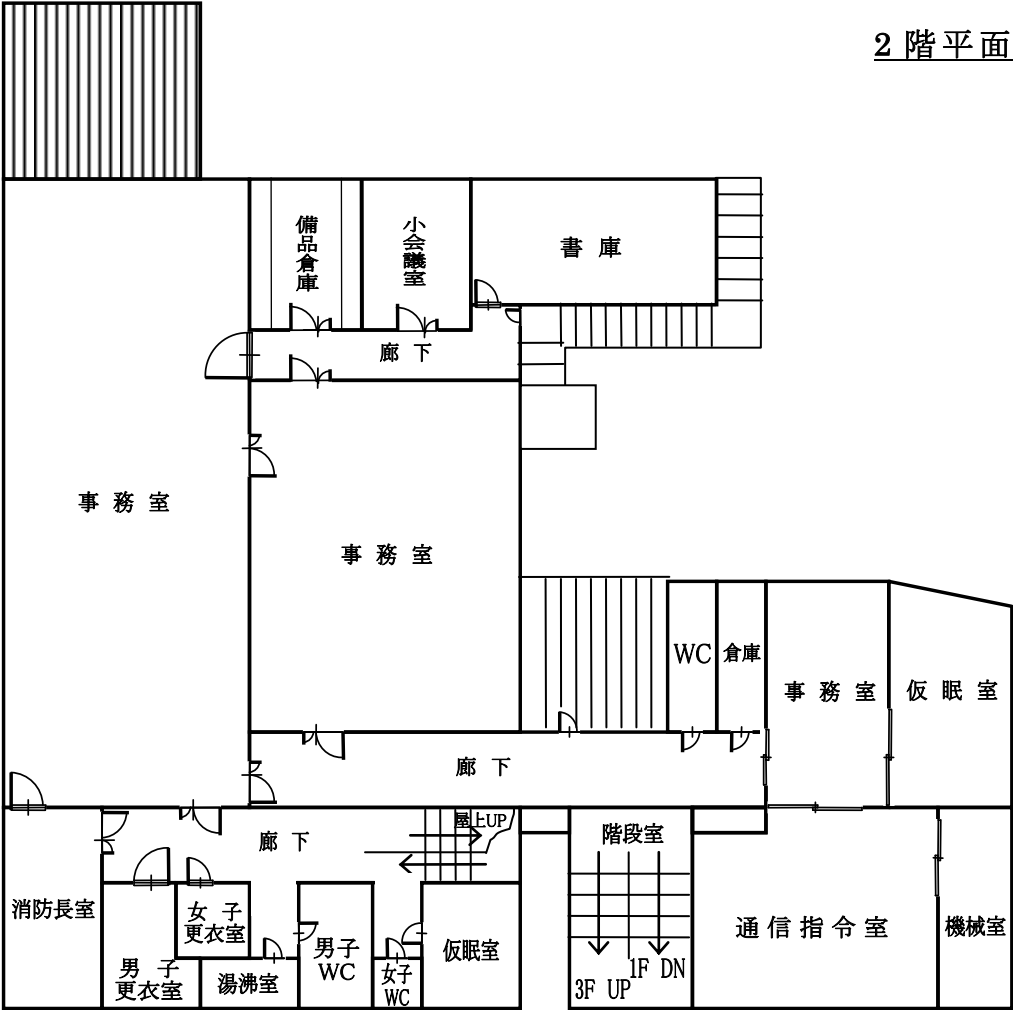 2 階平面
備品倉庫
小会議室
書 庫
廊 下
事 務 室
事 務 室
WC
倉庫
事 務 室
仮 眠 室
廊 下
屋上UP
廊 下
階段室
消防長室
女 子
更衣室
男 子
更衣室
湯沸室
男子
WC
女子
WC
仮眠室
1F DN
3F UP
通信指令室
機械室